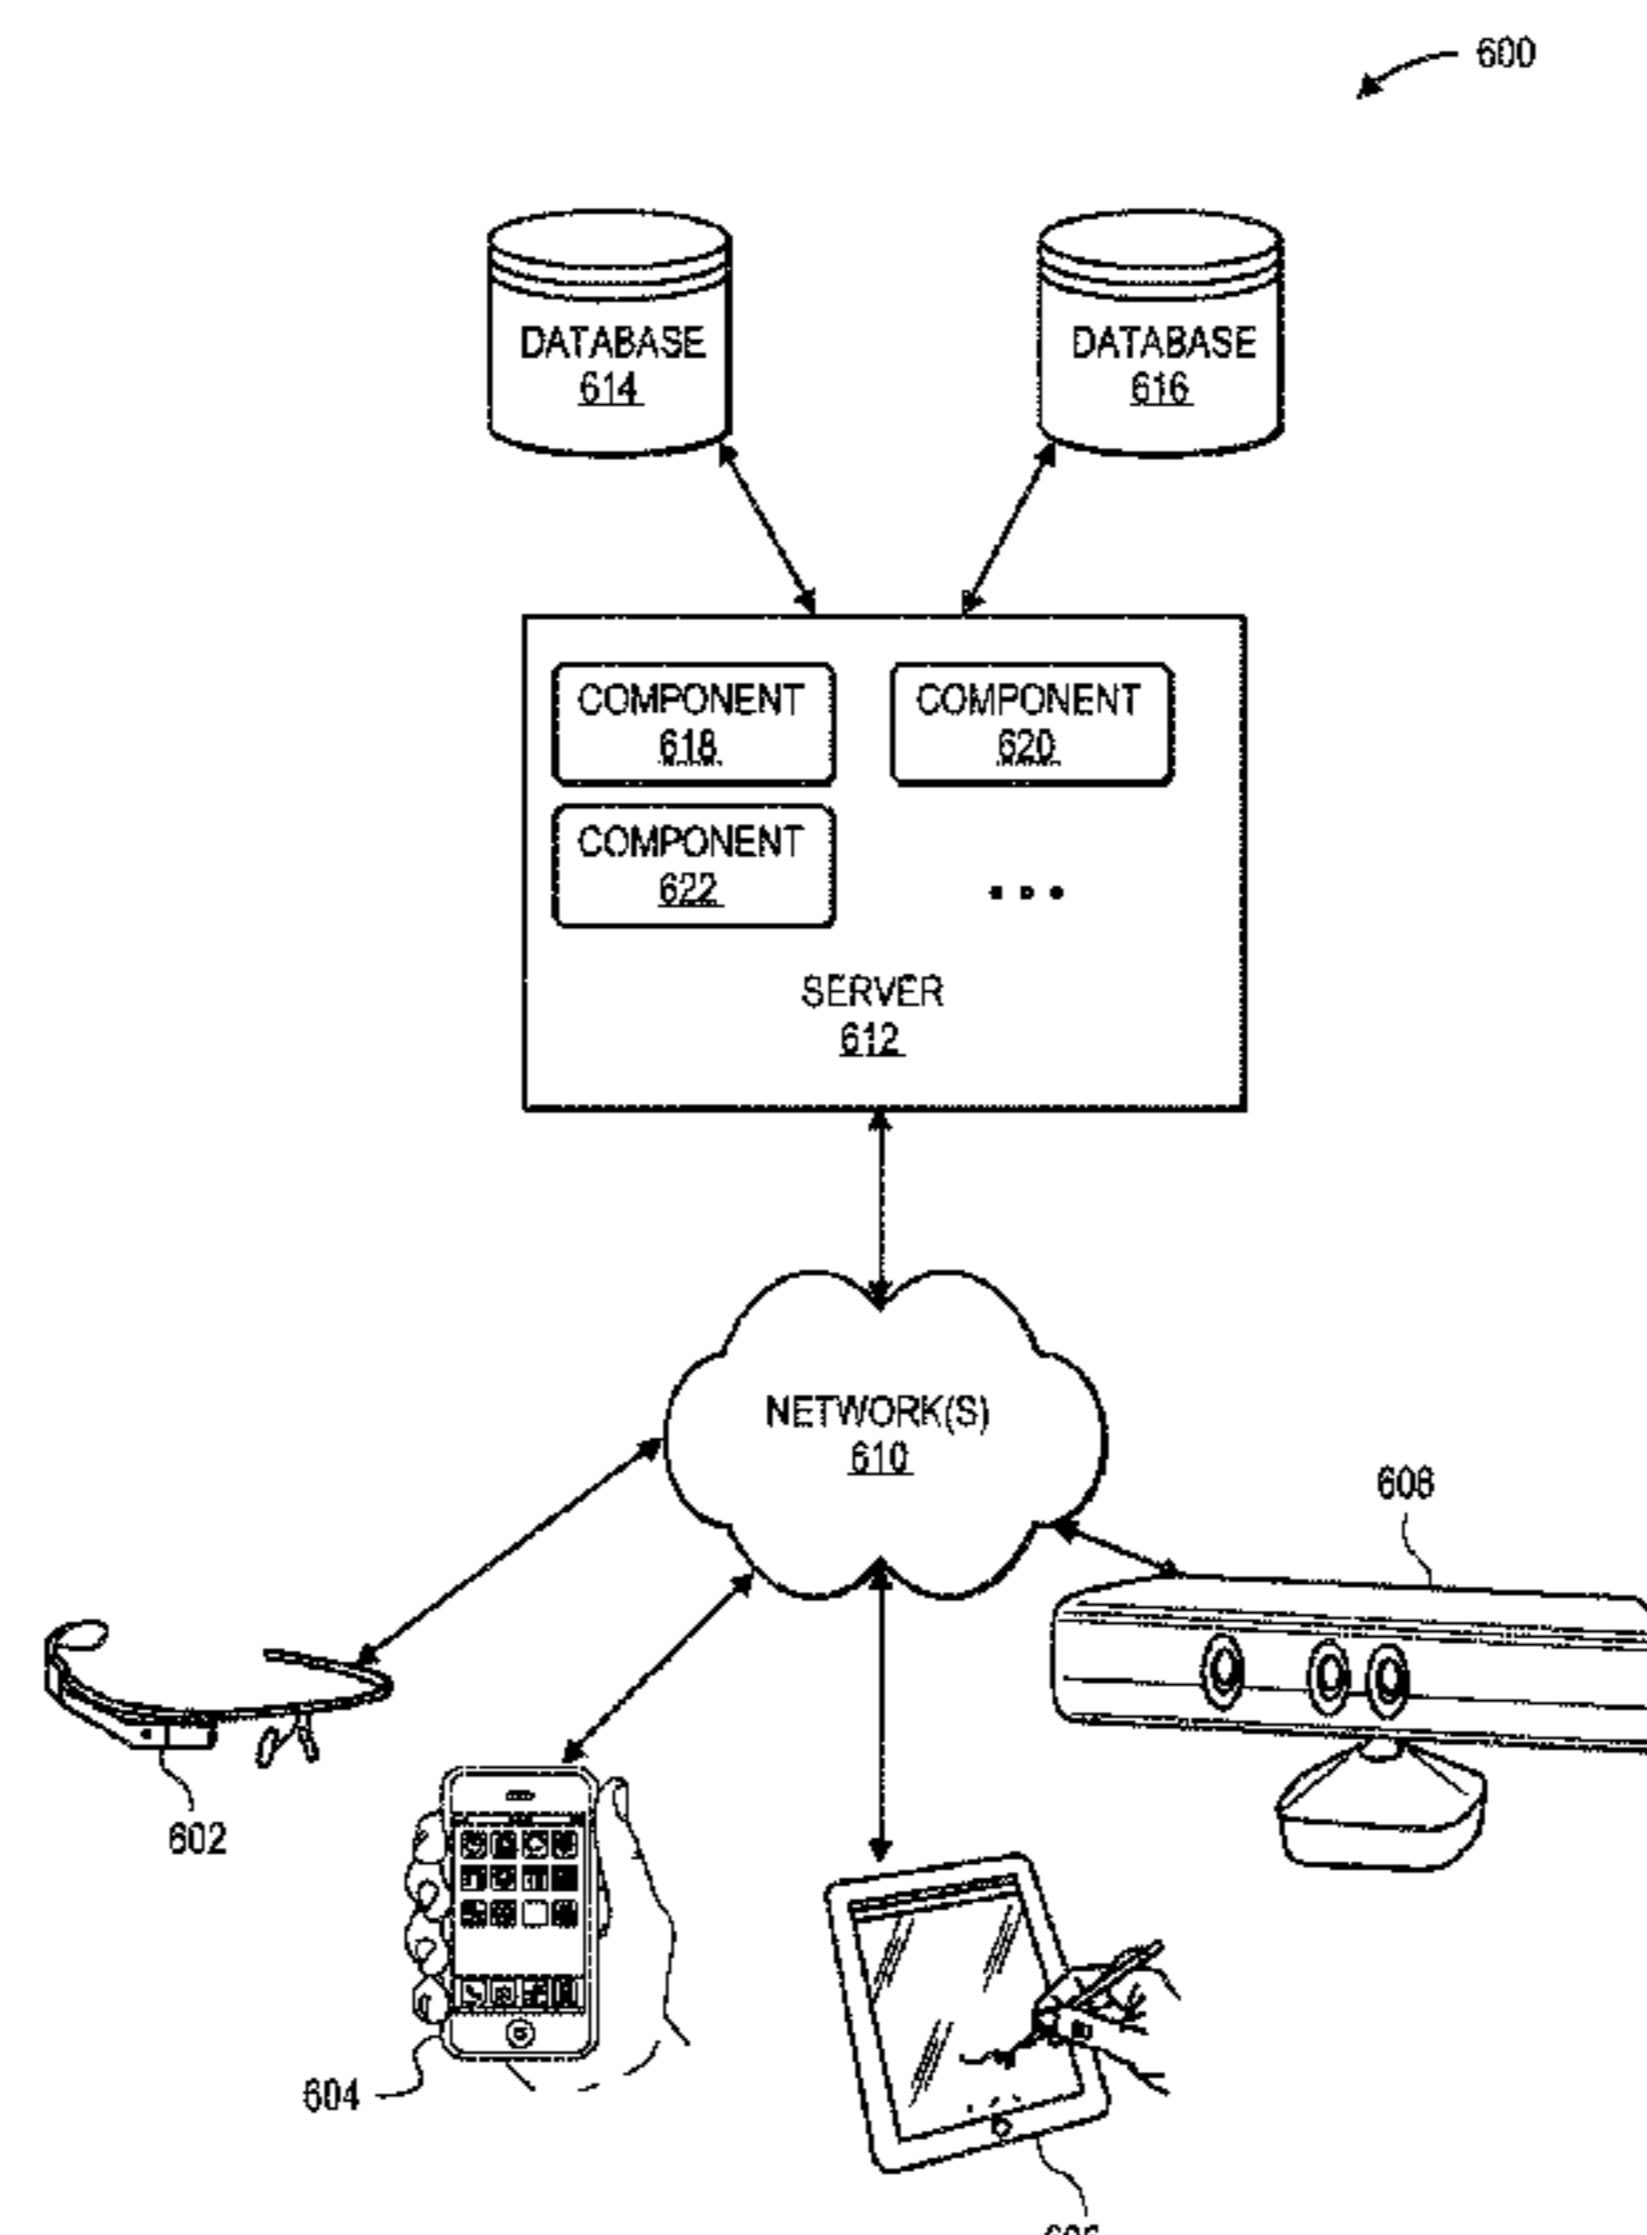 600
DATABASE
614
DATABASE
616
COMPONENT
618
COMPONENT
620
COMPONENT
622
...
SERVER
612
NETWORK(S)
610
608
602
604